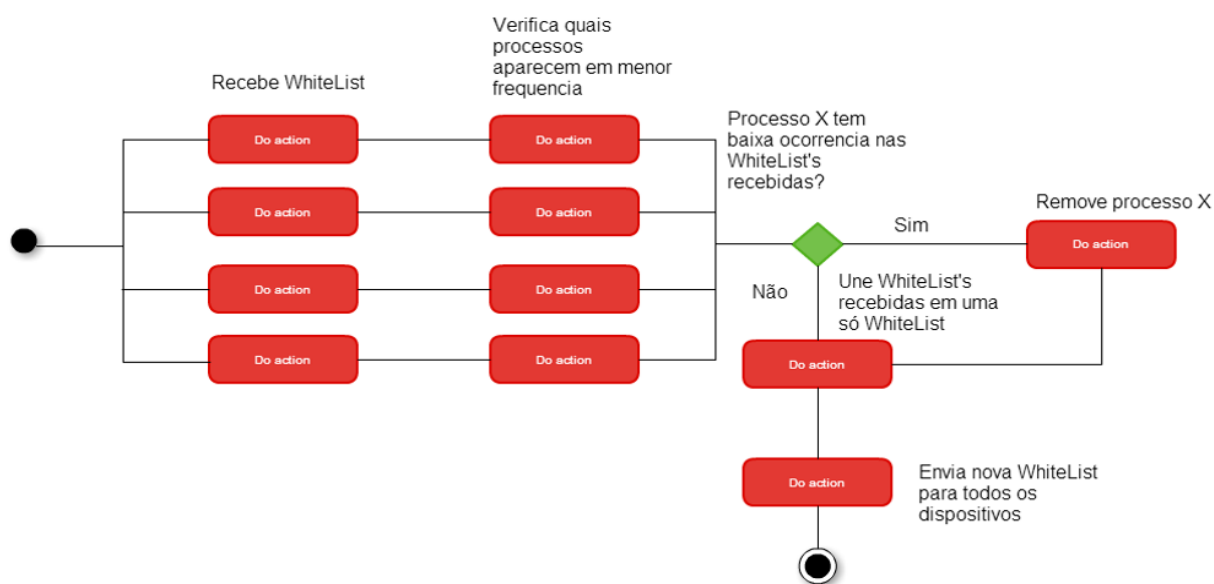 Verifica quais
processos
aparecem em menor
frequencia
Recebe WhiteList
Do action
Do action
Processo X tem
baixa ocorrencia nas
WhiteList's
recebidas?
Do action
Do action
Remove processo X
Sim
Do action
Do action
Do action
Não
Une WhiteList's
recebidas em uma
só WhiteList
Do action
Do action
Do action
Do action
Envia nova WhiteList
para todos os
dispositivos